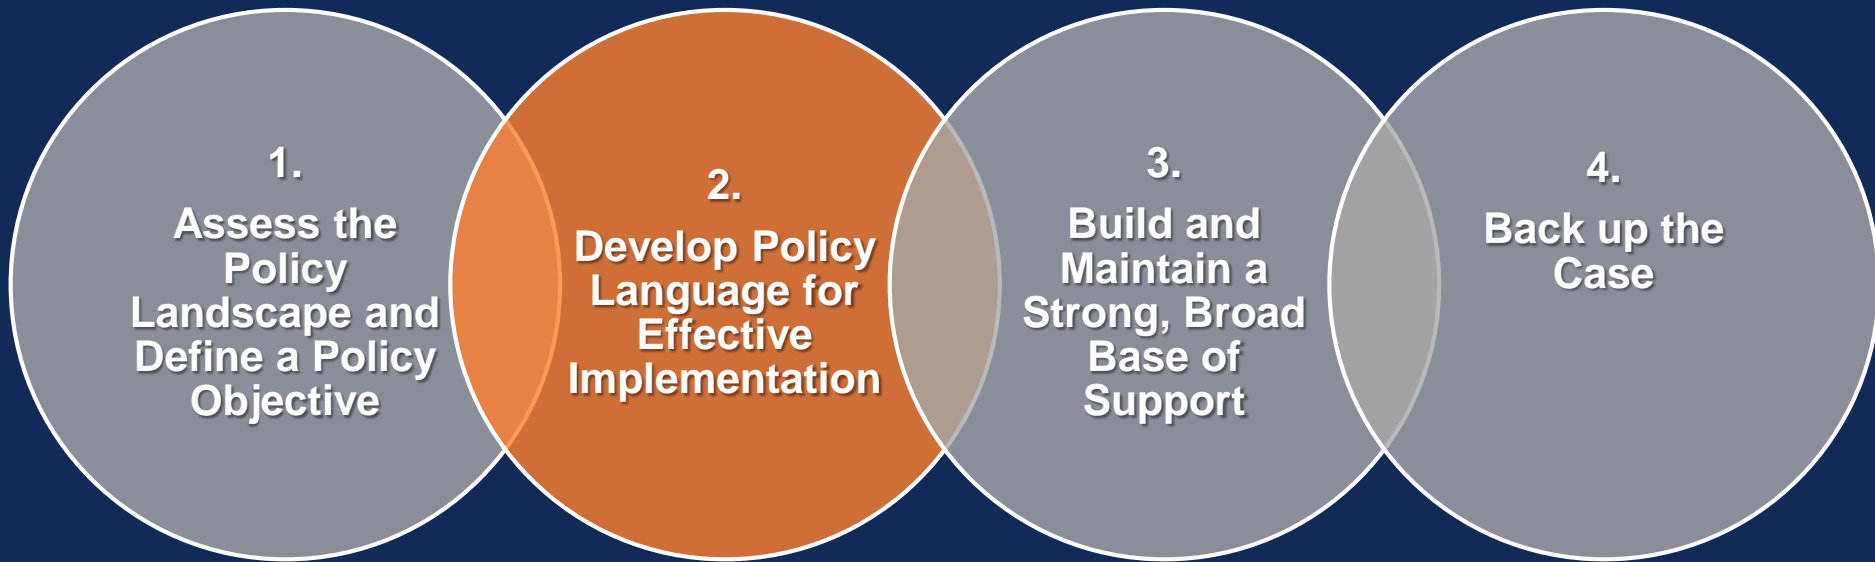 1.
Assess the
Policy
Landscape and
Define a Policy
Objective
2.
Develop Policy
Language for
Effective
Implementation
3.
Build and
Maintain a
Strong, Broad
Base of
Support
4.
Back up the
Case